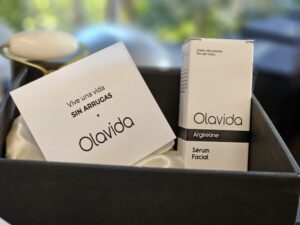 Vive una vida
SIN ARRUGAS
Olavida
Olavida
Argireline
Sérum
Facial